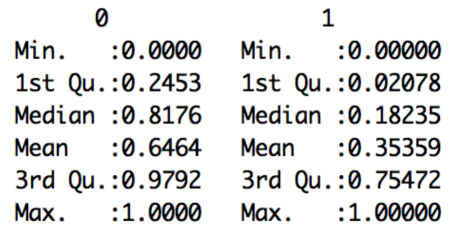 0 1
Min. :0.0000 Min. :0.00000
1st Qu.:0.2453 1st Qu.:0.02078
Median :0.8176 Median :0.18235
Mean :0.6464 Mean :0.35359
3rd Qu.:0.9792 3rd Qu.:0.75472
Max. :1.0000 Max. :1.00000